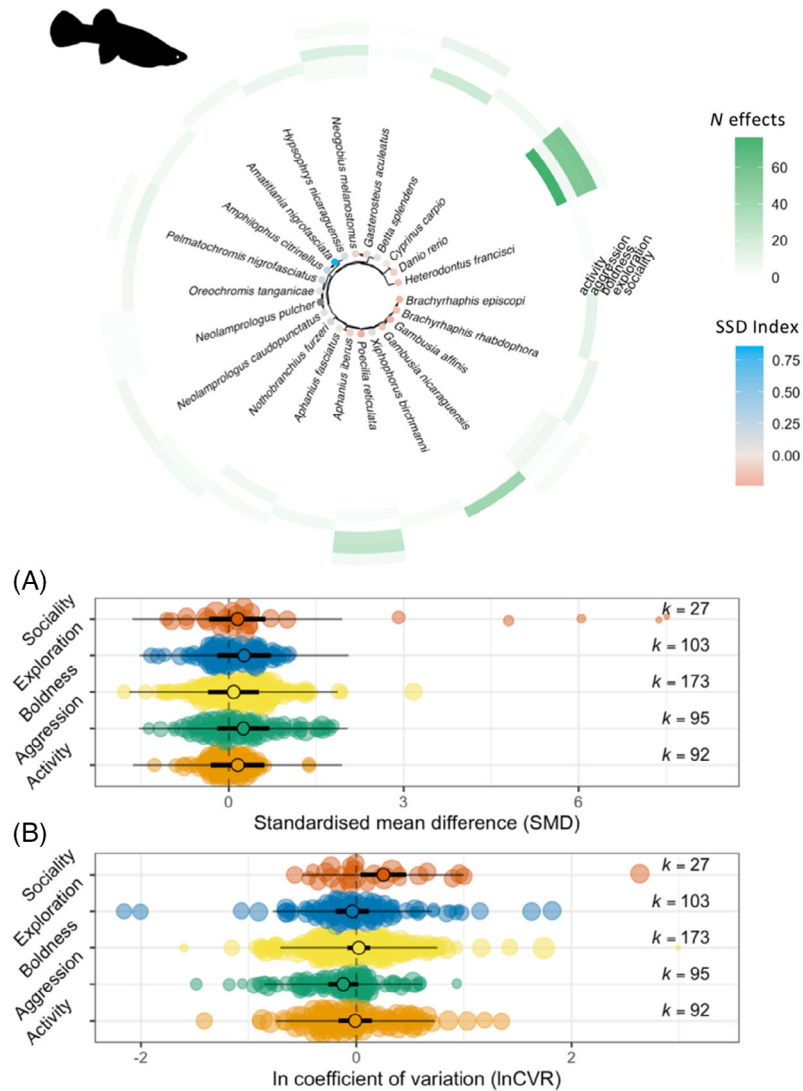 N effects
60
40
20
0
SSD Index
0.75
0.50
0.25
0.00
activity
aggression
boldness
exploration
sociality
Heterodontus francisci
Danio rerio
Cyprinus carpio
Betta splendens
Gasterosteus aculeatus
Neogobius melanostomus
Hypsophrys nicaraguensis
Amatitlania nigrofasciata
Amphilophus citrinellus
Pelmatochromis nigrofasciatus
Oreochromis tanganicae
Neolamprologus pulcher
Neolamprologus caudopunctatus
Nothobranchius furzeri
Aphanius fasciatus
Aphanius iberus
Poecilia reticulata
Xiphophorus birchmanni
Gambusia nicaraguensis
Gambusia affinis
Brachyrhaphis rhabdophora
Brachyrhaphis episcopi
(A)
Sociality
k = 27
Exploration
k = 103
Boldness
k = 173
Aggression
k = 95
Activity
k = 92
0
3
6
Standardised mean difference (SMD)
(B)
Sociality
k = 27
Exploration
k = 103
Boldness
k = 173
Aggression
k = 95
Activity
k = 92
-2
0
2
ln coefficient of variation (lnCVR)